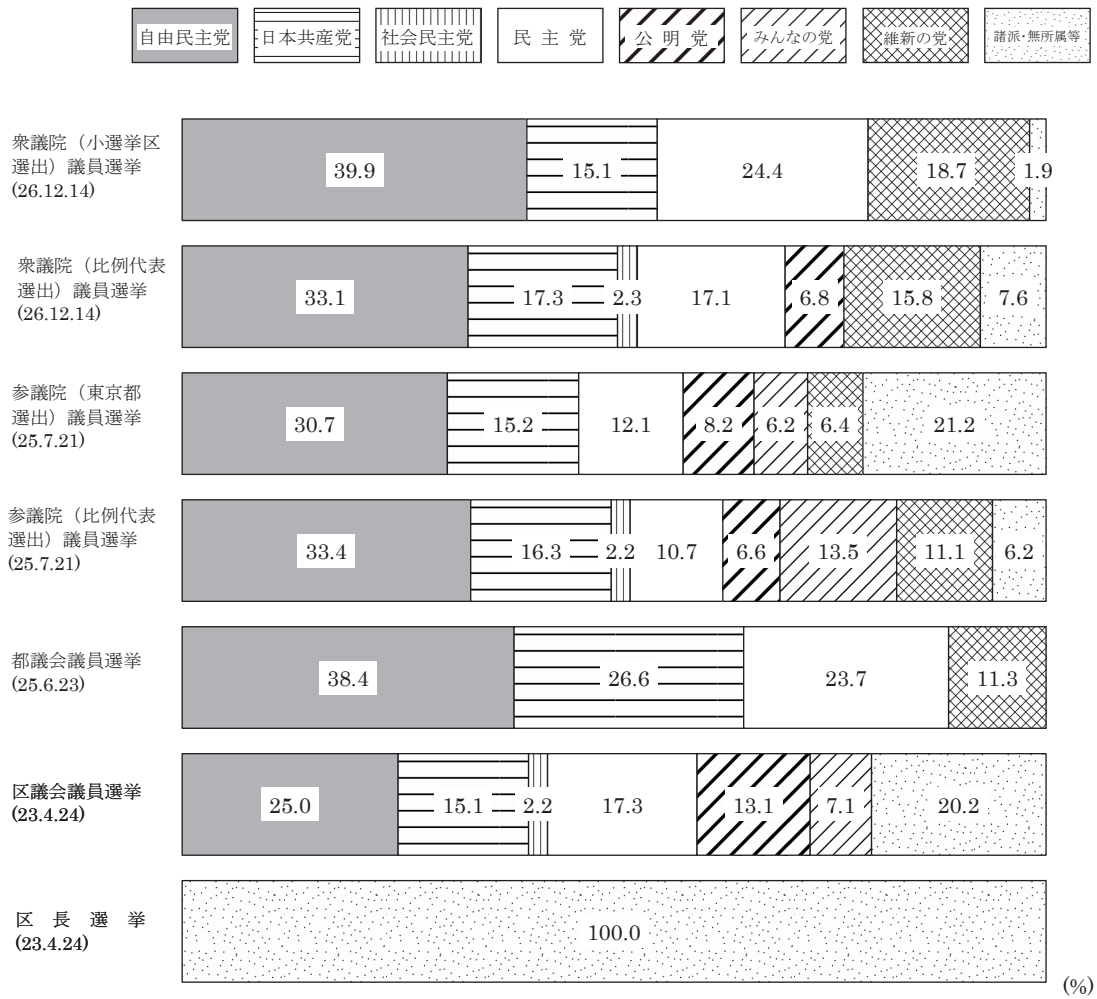 自由民主党 日本共産党 社会民主党 民主党 公明党 みんなの党 維新の党 諸派・無所属等
衆議院（小選挙区
選出）議員選挙
(26.12.14)
39.9 15.1 24.4 18.7 1.9
衆議院（比例代表
選出）議員選挙
(26.12.14)
33.1 17.3 2.3 17.1 6.8 15.8 7.6
参議院（東京都
選出）議員選挙
(25.7.21)
30.7 15.2 12.1 8.2 6.2 6.4 21.2
参議院（比例代表
選出）議員選挙
(25.7.21)
33.4 16.3 2.2 10.7 6.6 13.5 11.1 6.2
都議会議員選挙
(25.6.23)
38.4 26.6 23.7 11.3
区議会議員選挙
(23.4.24)
25.0 15.1 2.2 17.3 13.1 7.1 20.2
区長選挙
(23.4.24)
100.0
(%)